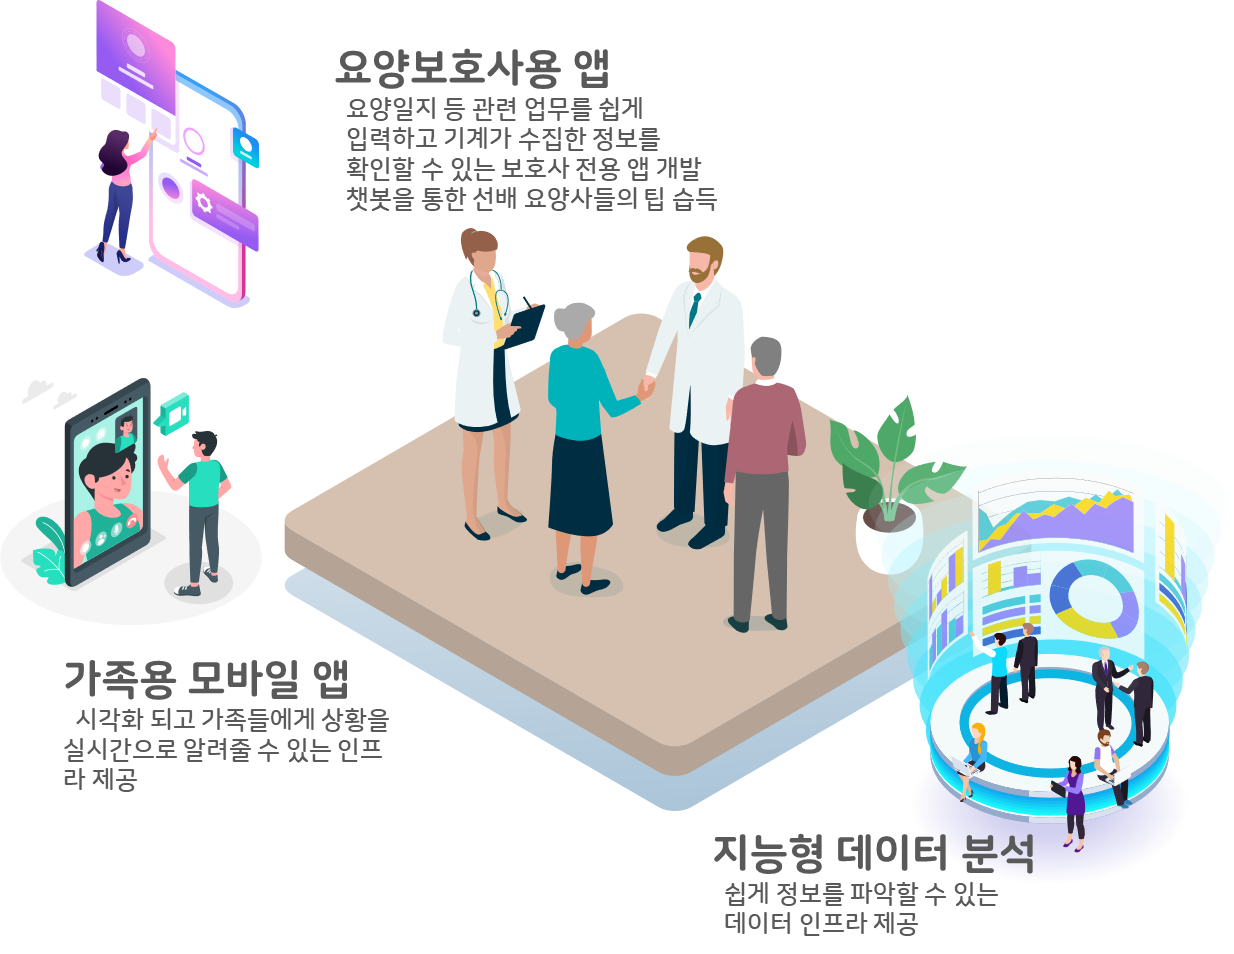 요양보호사용 앱
요양일지 등 관련 업무를 쉽게
입력하고 기계가 수집한 정보를
확인할 수 있는 보호사 전용 앱 개발
챗봇을 통한 선배 요양사들의 팁 습득
가족용 모바일 앱
시각화 되고 가족들에게 상황을
실시간으로 알려줄 수 있는 인프
라 제공
지능형 데이터 분석
쉽게 정보를 파악할 수 있는
데이터 인프라 제공